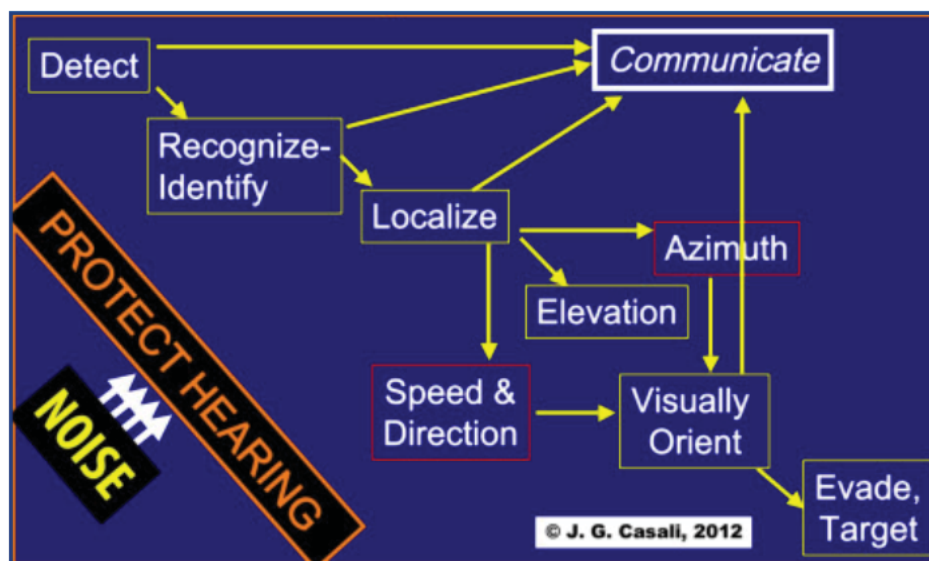 Detect
Communicate
Recognize-
Identify
Localize
Azimuth
Elevation
Speed &
Direction
Visually
Orient
Evade,
Target
PROTECT HEARING
NOISE
© J. G. Casali, 2012